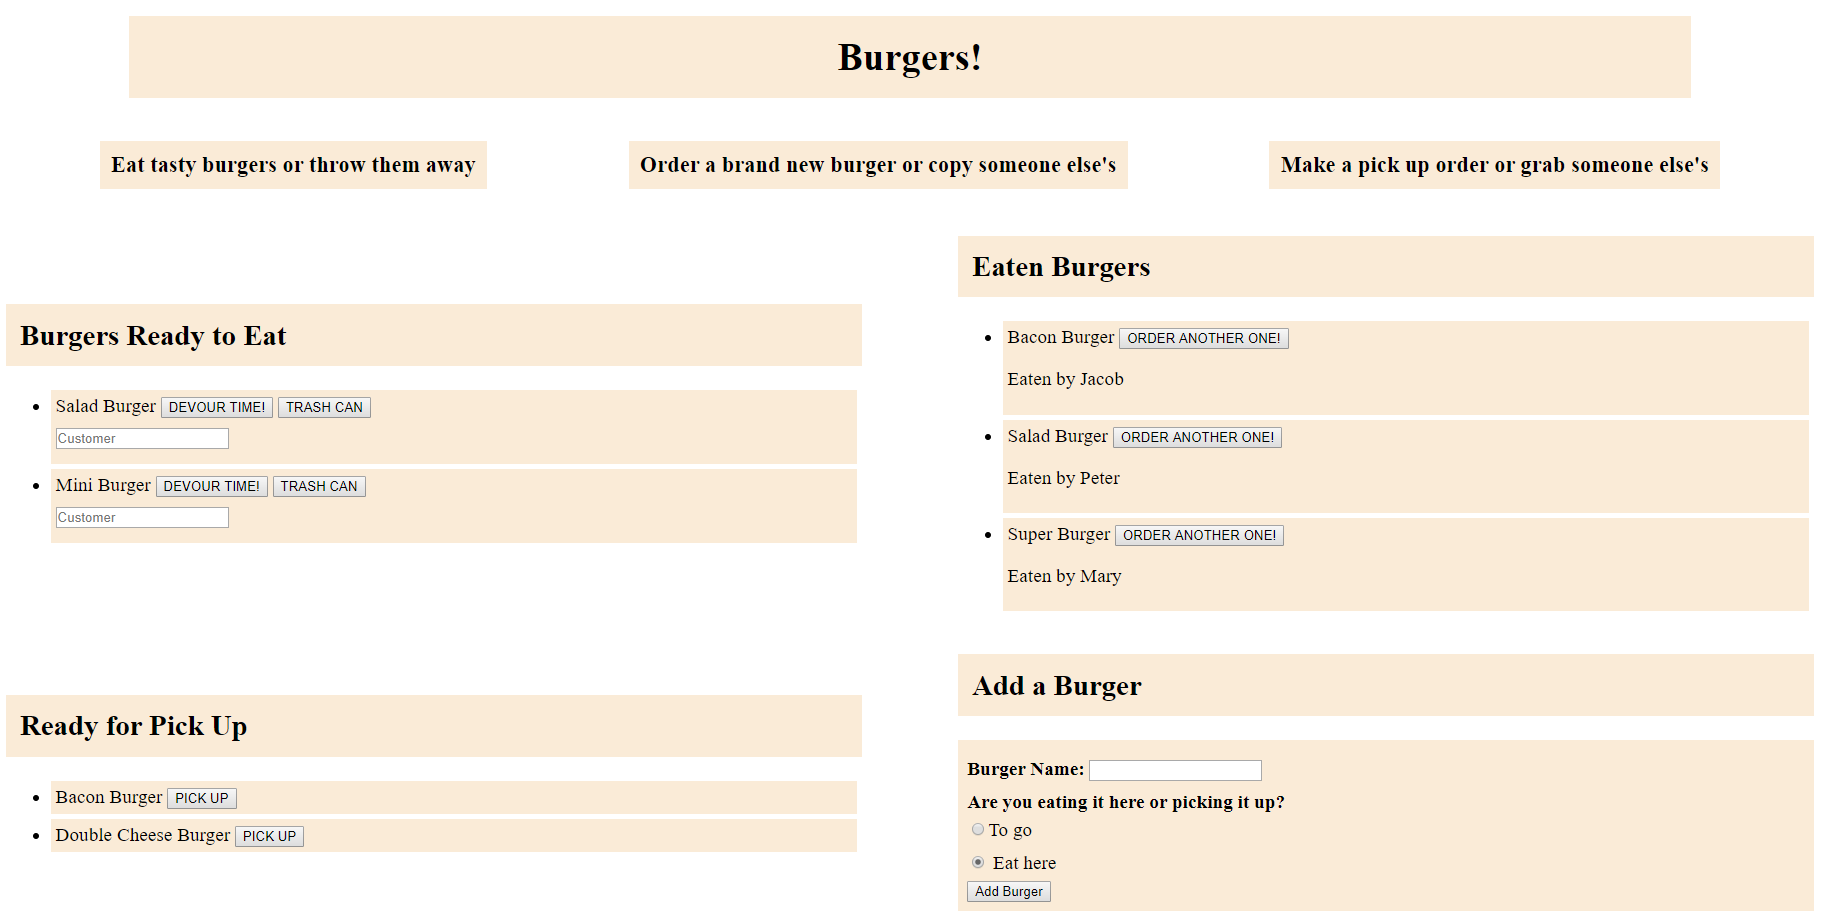 Burgers!
Eat tasty burgers or throw them away
Order a brand new burger or copy someone else's
Make a pick up order or grab someone else's
Burgers Ready to Eat
Salad Burger DEVOUR TIME! TRASH CAN
Customer
Mini Burger DEVOUR TIME! TRASH CAN
Customer
Eaten Burgers
Bacon Burger ORDER ANOTHER ONE!
Eaten by Jacob
Salad Burger ORDER ANOTHER ONE!
Eaten by Peter
Super Burger ORDER ANOTHER ONE!
Eaten by Mary
Ready for Pick Up
Bacon Burger PICK UP
Double Cheese Burger PICK UP
Add a Burger
Burger Name:
Are you eating it here or picking it up?
To go
Eat here
Add Burger